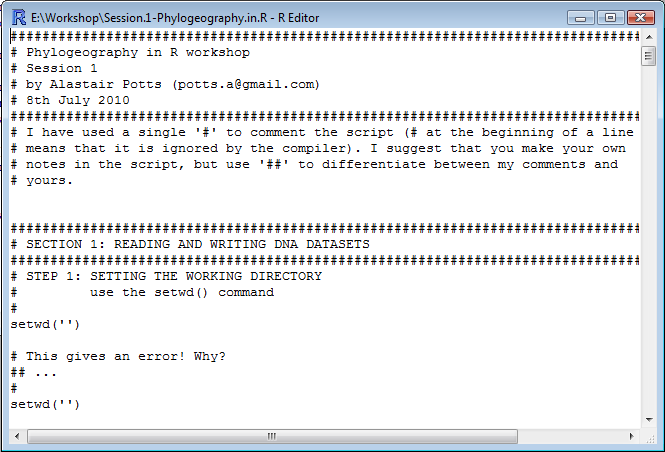 E:\Workshop\Session.1-Phylogeography.in.R - R Editor
###############################################################################
# Phylogeography in R workshop
# Session 1
# by Alastair Potts (potts.a@gmail.com)
# 8th July 2010
###############################################################################
# I have used a single '#' to comment the script (# at the beginning of a line
# means that it is ignored by the compiler). I suggest that you make your own
# notes in the script, but use '##' to differentiate between my comments and
# yours.
###############################################################################
# SECTION 1: READING AND WRITING DNA DATASETS
###############################################################################
# STEP 1: SETTING THE WORKING DIRECTORY
#         use the setwd() command
#
setwd('')
# This gives an error! Why?
## ...
#
setwd('')